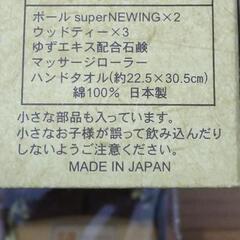 ボール superNEWING×2
ウッドティー×3
ゆずエキス配合石鹸
マッサージローラー
ハンドタオル(約22.5×30.5㎝)
綿100% 日本製
小さな部品も入っています。
小さなお子様が誤って飲み込んだり
しないようご注意ください。
MADE IN JAPAN